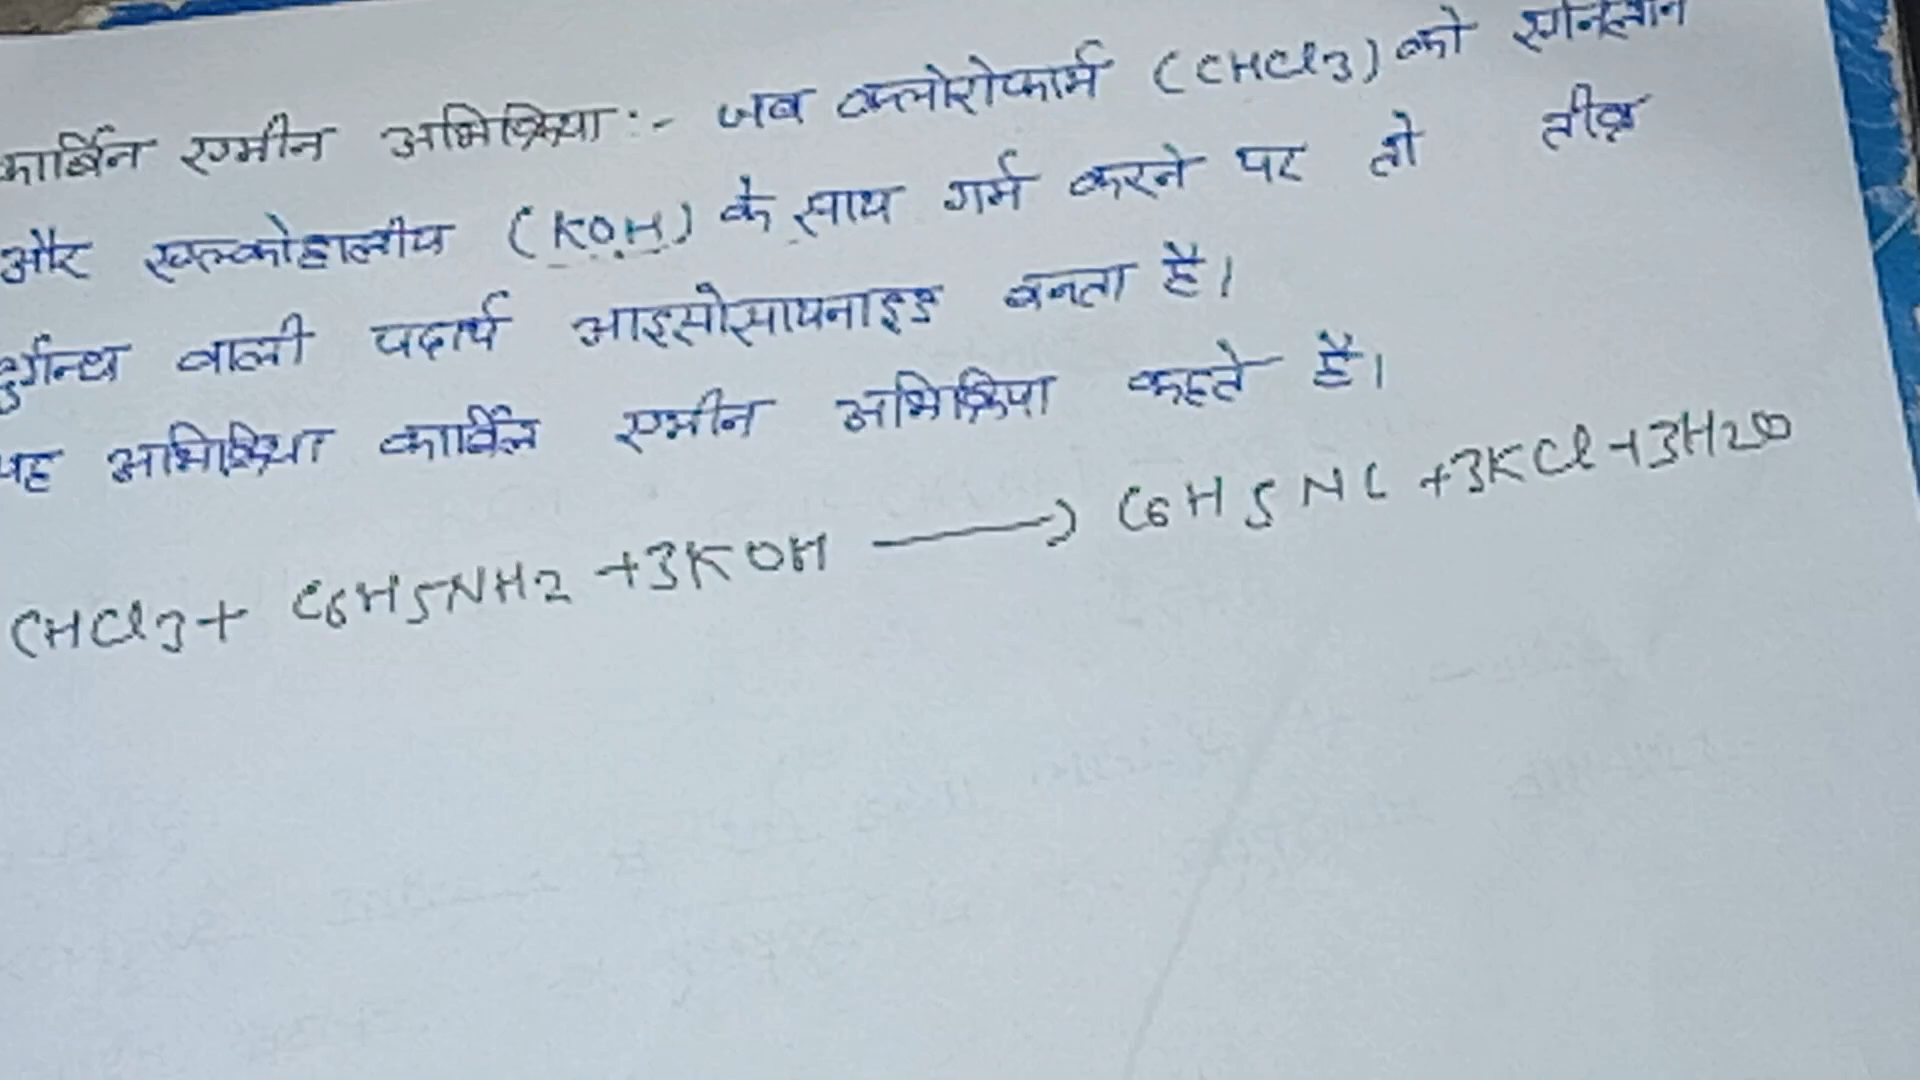 कार्बिन एमीन अभिक्रिया :- जब क्लोरोफार्म (CHCl3) को एनिलीन
और एल्कोहालीय (KOH) के साथ गर्म करने पर तो तीव्र
दुर्गन्ध वाली पदार्थ आइसोसायनाइड बनता है।
यह अभिक्रिया कार्बिल एमीन अभिक्रिया कहते है।
CHCl3 + C6H5NH2 +3KOH ⟶ C6H5NC +3KCl+3H2O